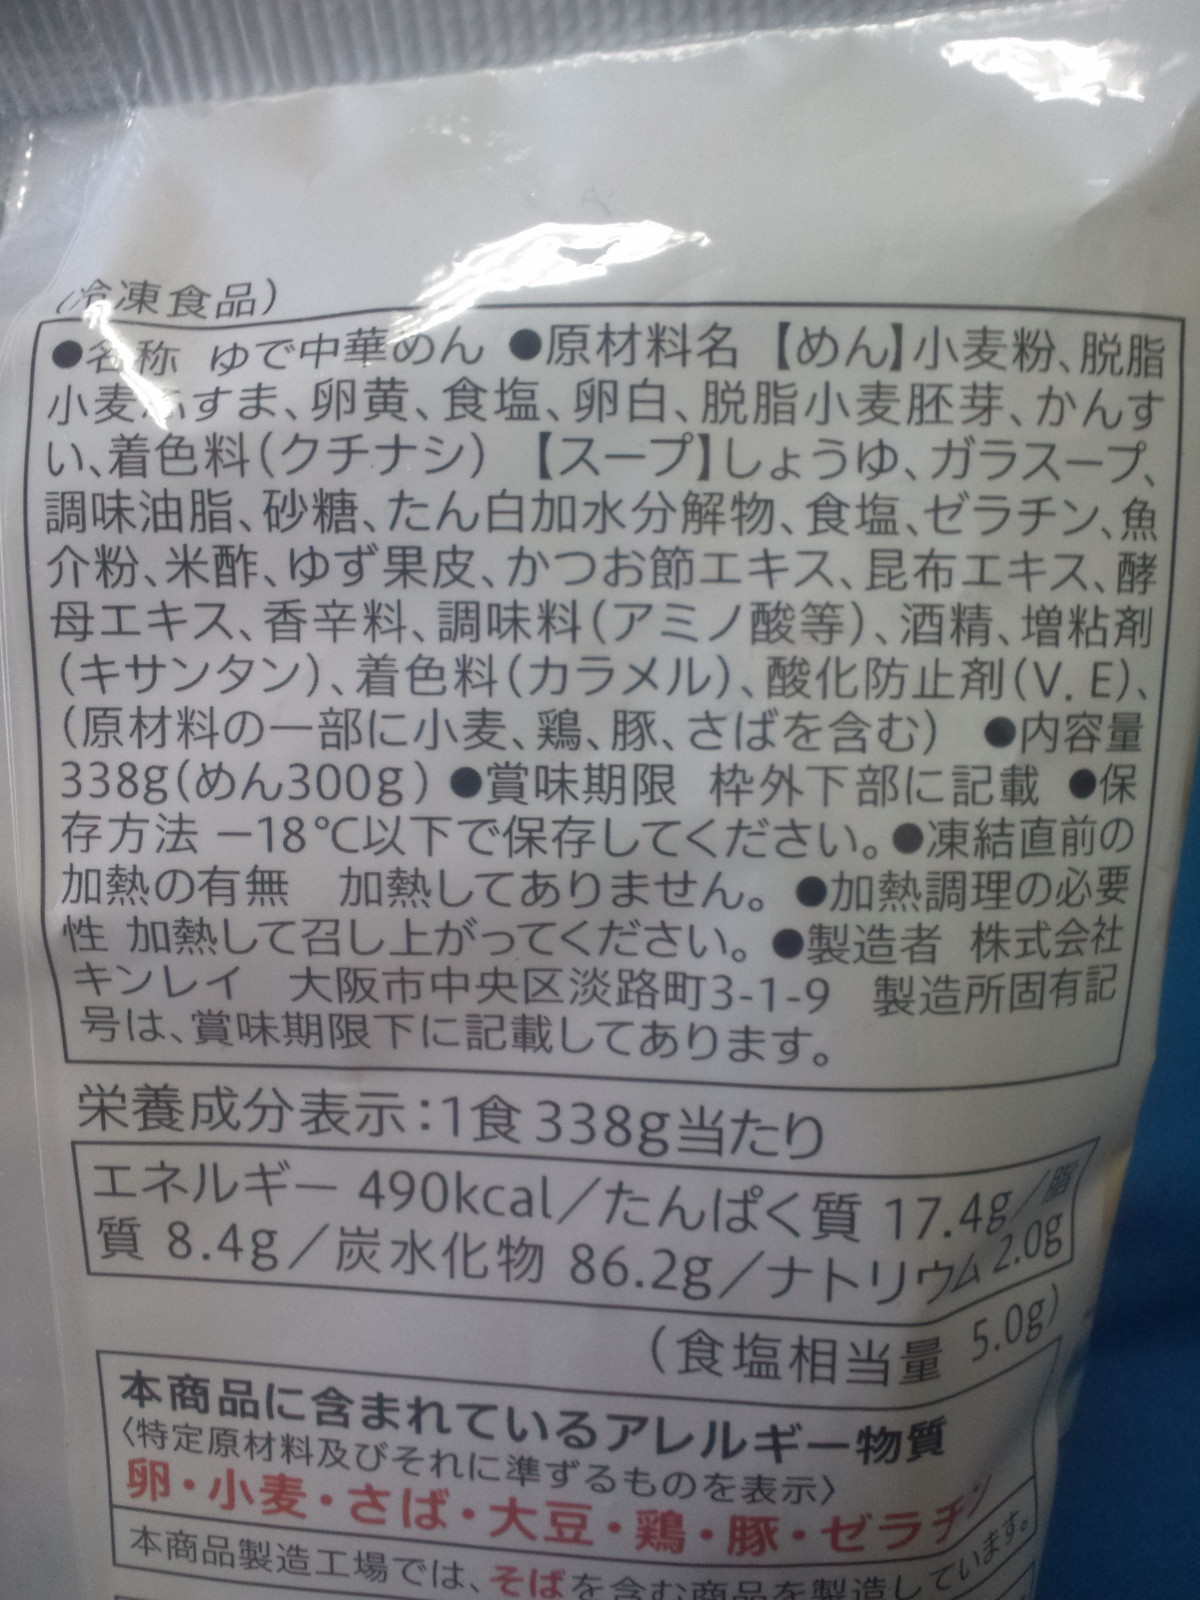 (冷凍食品)
●名称 ゆで中華めん ●原材料名 【めん】小麦粉、脱脂
小麦ふすま、卵黄、食塩、卵白、脱脂小麦胚芽、かんす
い、着色料(クチナシ) 【スープ】しょうゆ、ガラスープ、
調味油脂、砂糖、たん白加水分解物、食塩、ゼラチン、魚
介粉、米酢、ゆず果皮、かつお節エキス、昆布エキス、酵
母エキス、香辛料、調味料(アミノ酸等)、酒精、増粘剤
(キサンタン)、着色料(カラメル)、酸化防止剤(V.E)、
(原材料の一部に小麦、鶏、豚、さばを含む) ●内容量
338g(めん300g) ●賞味期限 枠外下部に記載 ●保
存方法 −18℃以下で保存してください。●凍結直前の
加熱の有無 加熱してありません。●加熱調理の必要
性 加熱して召し上がってください。●製造者 株式会社
キンレイ 大阪市中央区淡路町3-1-9 製造所固有記
号は、賞味期限下に記載してあります。
栄養成分表示:1食338g当たり
エネルギー 490kcal/たんぱく質 17.4g/脂
質 8.4g/炭水化物 86.2g/ナトリウム 2.0g
(食塩相当量 5.0g)
本商品に含まれているアレルギー物質
〈特定原材料及びそれに準ずるものを表示〉
卵・小麦・さば・大豆・鶏・豚・ゼラチン
本商品製造工場では、そばを含む商品を製造しています。